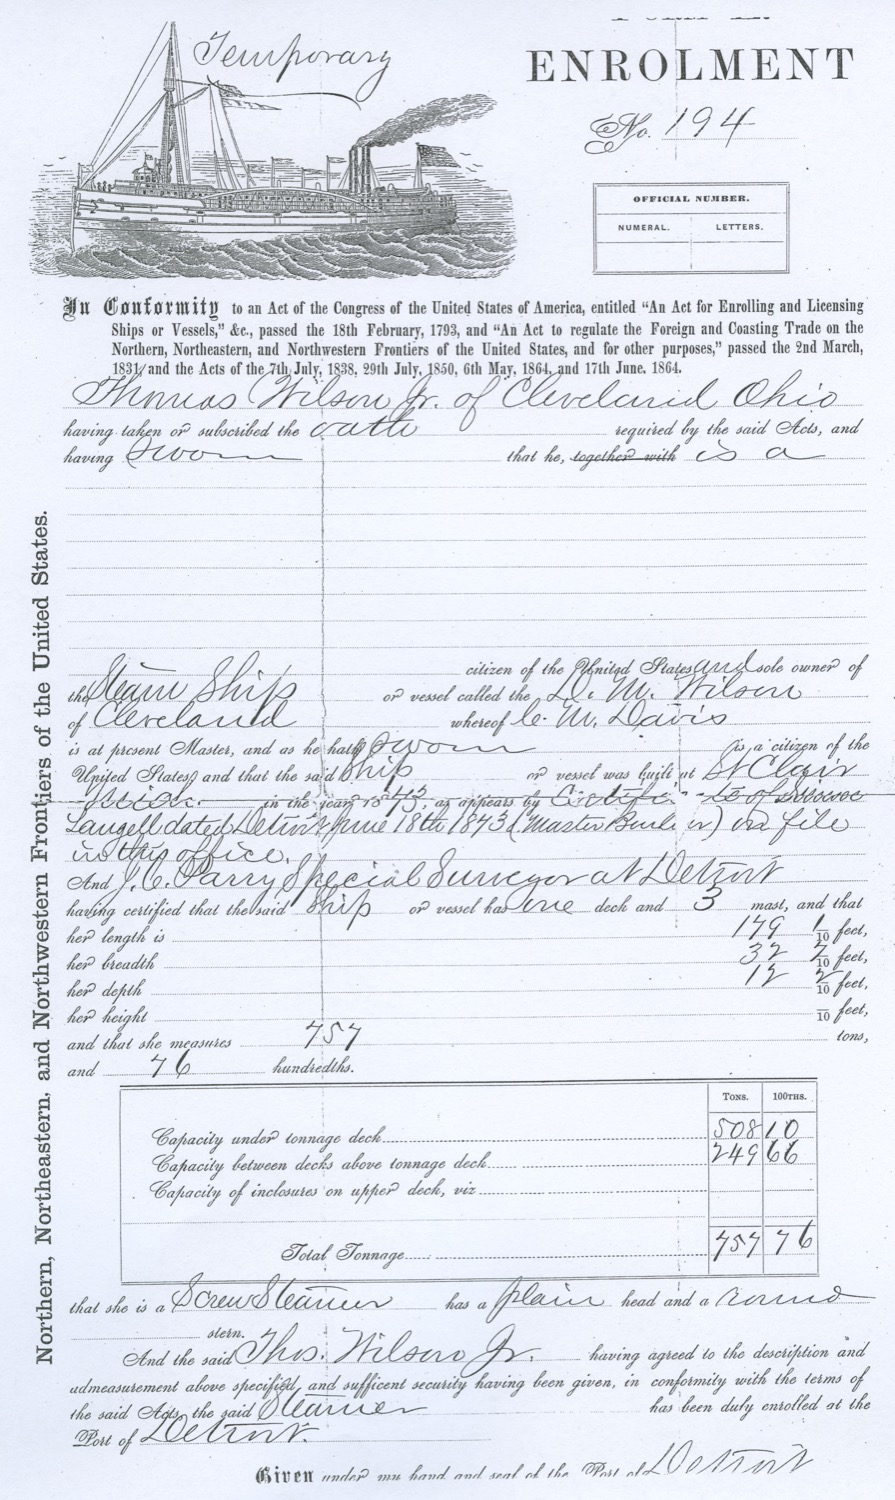 Temporary
ENROLMENT
No. 194
OFFICIAL NUMBER.
NUMERAL. LETTERS.
In Conformity to an Act of the Congress of the United States of America, entitled "An Act for Enrolling and Licensing
Ships or Vessels," &c., passed the 18th February, 1793, and "An Act to regulate the Foreign and Coasting Trade on the
Northern, Northeastern, and Northwestern Frontiers of the United States, and for other purposes," passed the 2nd March,
1831, and the Acts of the 7th July, 1838, 29th July, 1850, 6th May, 1864, and 17th June, 1864.
Thomas Wilson Jr. of Cleveland Ohio
having taken or subscribed the oath required by the said Acts, and
having sworn that he, together with is a
citizen of the United States and sole owner of
the Steam Ship or vessel called the D. M. Wilson
of Cleveland whereof C. M. Davis
is at present Master, and as he hath sworn is a citizen of the
United States, and that the said Ship or vessel was built at St Clair
in the year 1873, as appears by
Langell dated Detroit June 18th 1873 (Master Builder) on file
in this office.
And J. C. Parry Special Surveyor at Detroit
having certified that the said Ship or vessel has one deck and 3 mast, and that
her length is 179 1/10 feet,
her breadth 32 7/10 feet,
her depth 12 2/10 feet,
her height /10 feet,
and that she measures 757 tons,
and 76 hundredths.
TONS. 100THS.
Capacity under tonnage deck 508 10
Capacity between decks above tonnage deck 249 66
Capacity of inclosures on upper deck, viz
Total Tonnage 757 76
that she is a Screw Steamer has a plain head and a round
stern.
And the said Thos. Wilson Jr. having agreed to the description and
admeasurement above specified, and sufficent security having been given, in conformity with the terms of
the said Acts, the said Steamer has been duly enrolled at the
Port of Detroit.
Given under my hand and seal of the Port of Detroit
Northern, Northeastern, and Northwestern Frontiers of the United States.